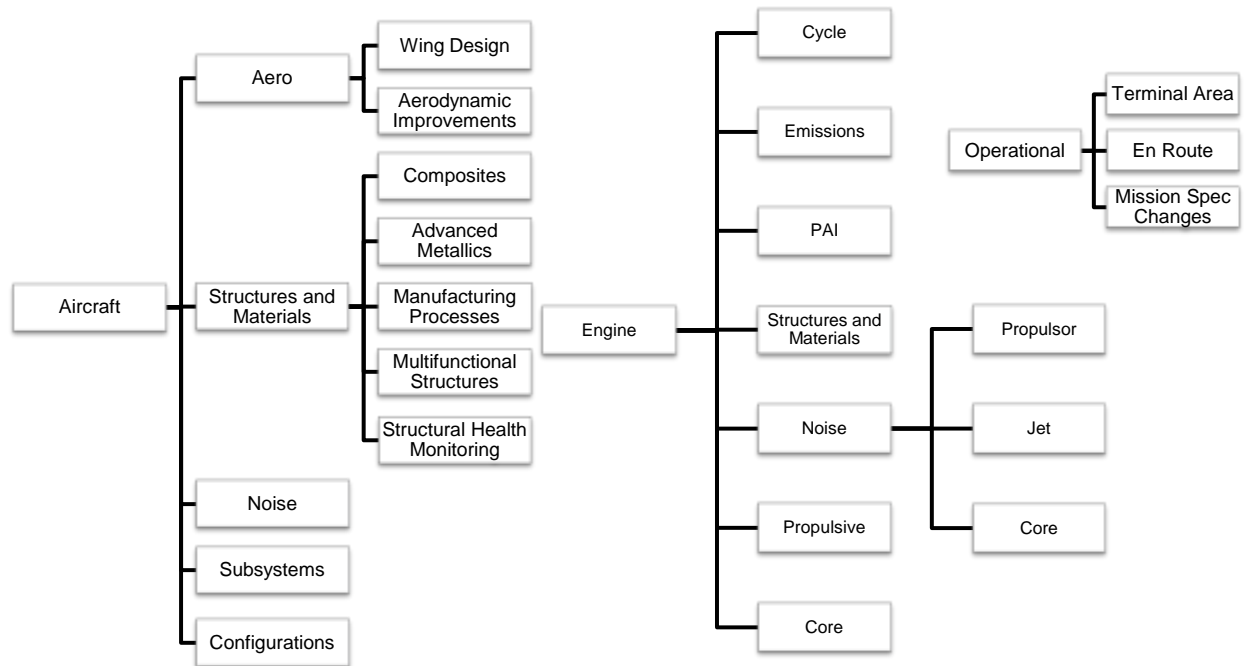 Aircraft
Aero
Wing Design
Aerodynamic
Improvements
Structures and
Materials
Composites
Advanced
Metallics
Manufacturing
Processes
Multifunctional
Structures
Structural Health
Monitoring
Noise
Subsystems
Configurations
Engine
Cycle
Emissions
PAI
Structures and
Materials
Noise
Propulsor
Jet
Core
Propulsive
Core
Operational
Terminal Area
En Route
Mission Spec
Changes